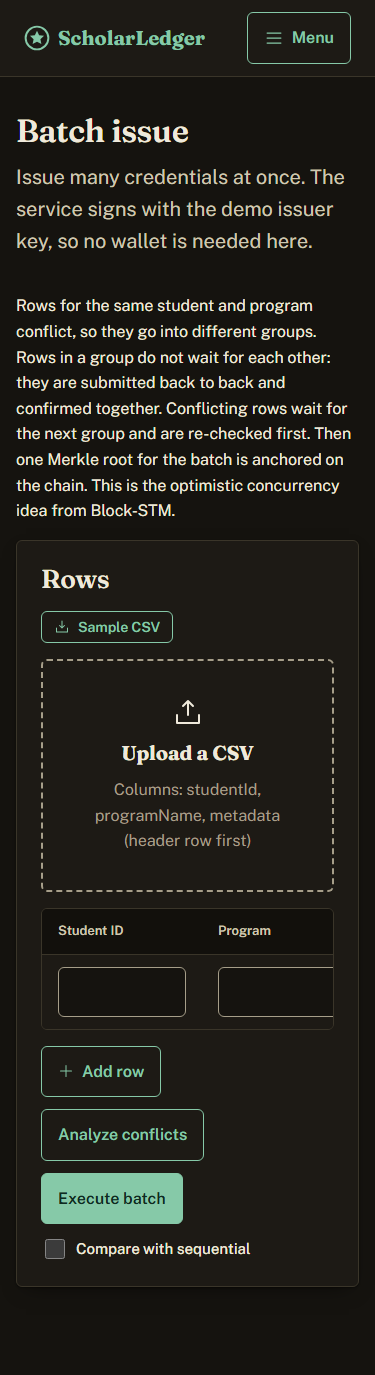 ScholarLedger
Menu
Batch issue
Issue many credentials at once. The
service signs with the demo issuer
key, so no wallet is needed here.
Rows for the same student and program
conflict, so they go into different groups.
Rows in a group do not wait for each other:
they are submitted back to back and
confirmed together. Conflicting rows wait for
the next group and are re-checked first. Then
one Merkle root for the batch is anchored on
the chain. This is the optimistic concurrency
idea from Block-STM.
Rows
Sample CSV
Upload a CSV
Columns: studentId,
programName, metadata
(header row first)
Student ID Program
Add row
Analyze conflicts
Execute batch
Compare with sequential